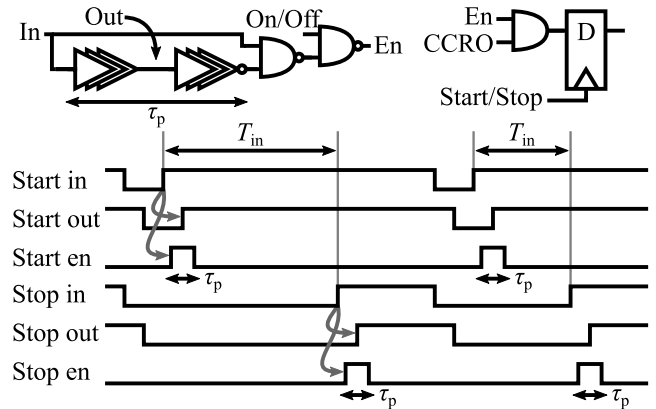 Out
On/Off
In
En
τp
En
CCRO
D
Start/Stop
Tin
Tin
Start in
Start out
Start en
τp
τp
Stop in
Stop out
Stop en
τp
τp